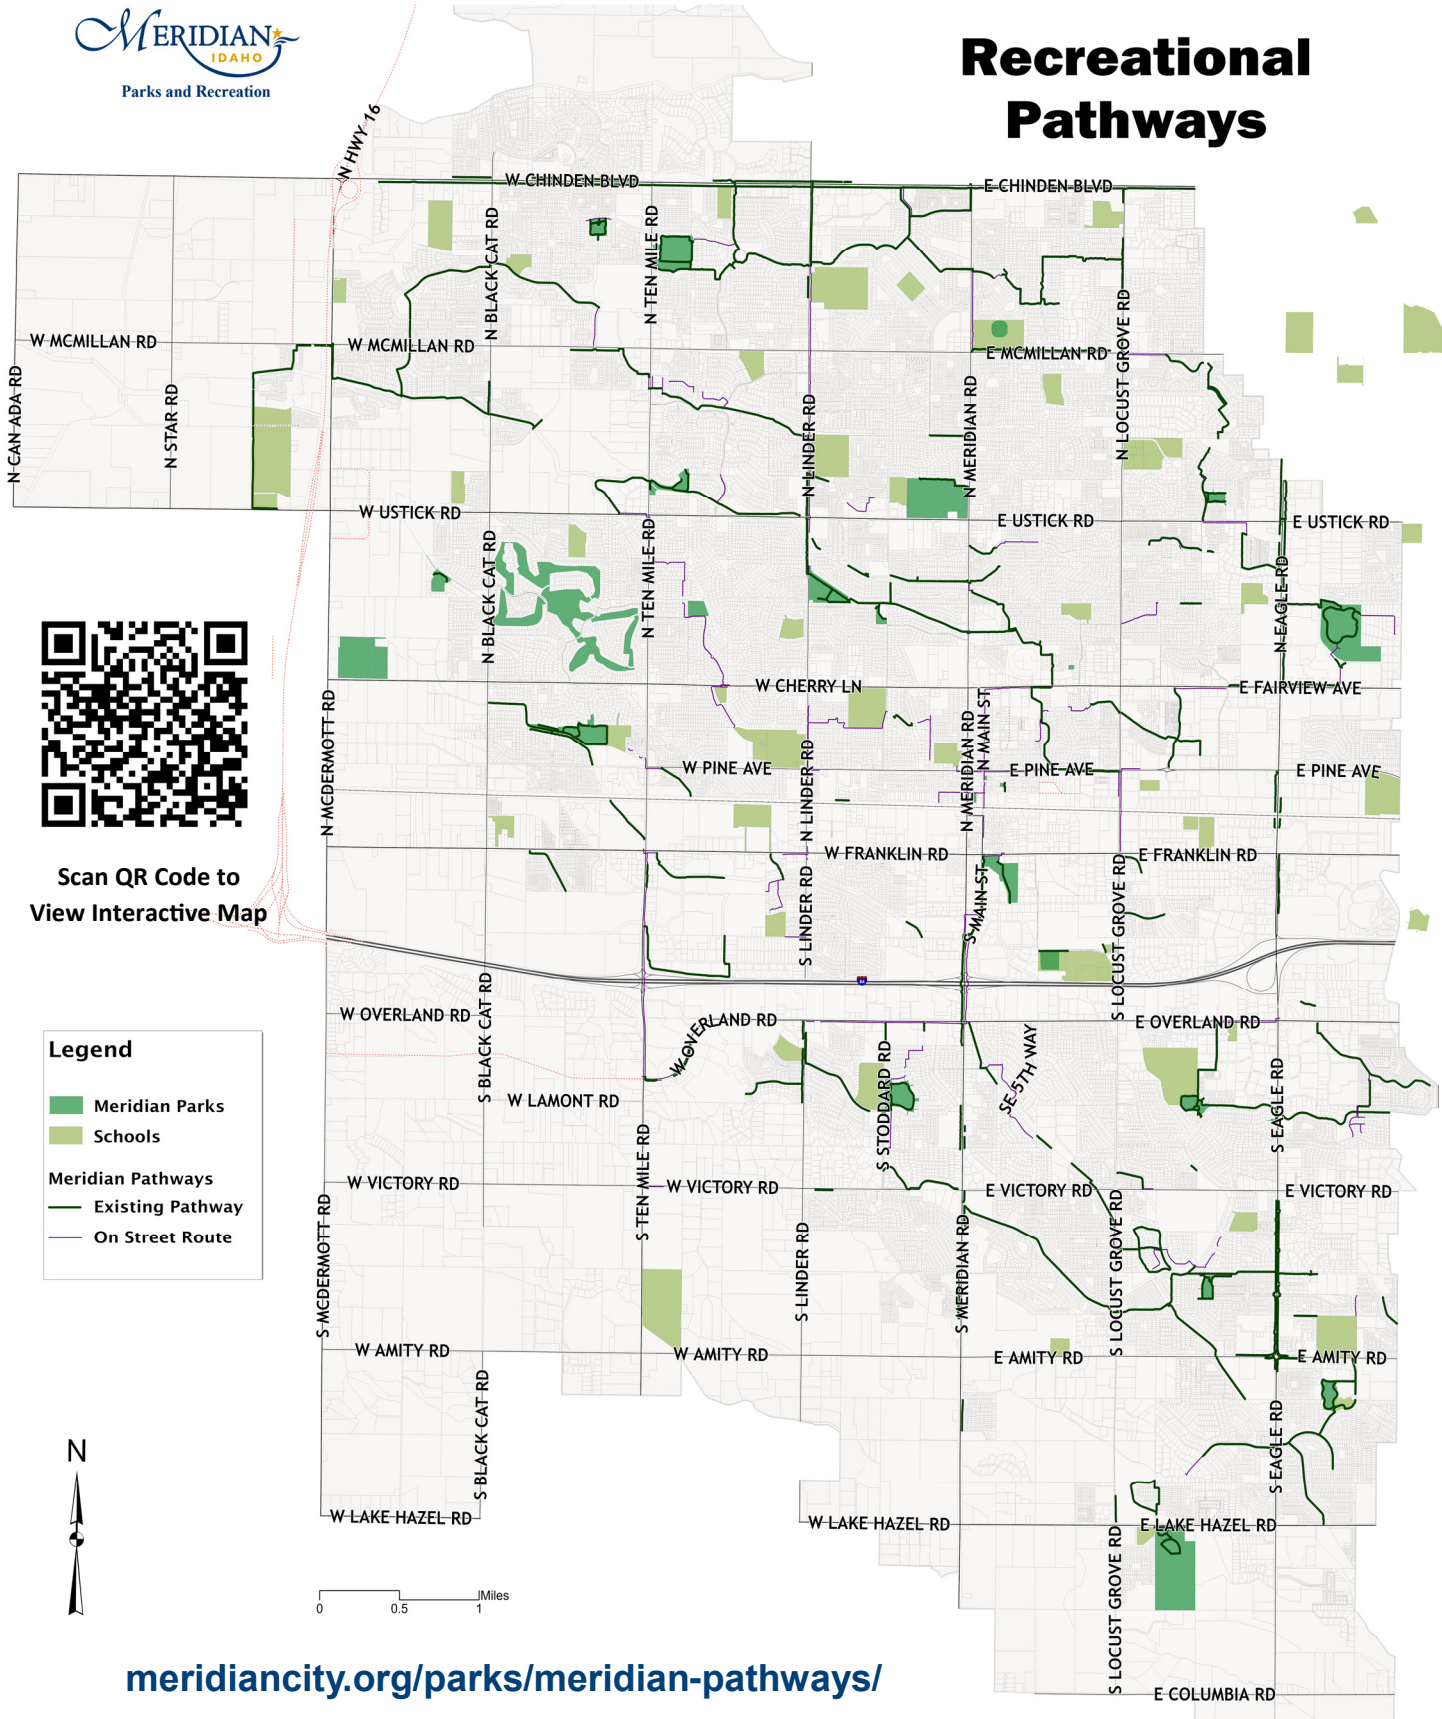 MERIDIAN
IDAHO
Parks and Recreation
Recreational
Pathways
N HWY 16
W CHINDEN BLVD
E CHINDEN BLVD
N BLACK CAT RD
N TEN MILE RD
W MCMILLAN RD
W MCMILLAN RD
E MCMILLAN RD
N LOCUST GROVE RD
N CAN ADA RD
N STAR RD
N LINDER RD
N MERIDIAN RD
W USTICK RD
E USTICK RD
E USTICK RD
N BLACK CAT RD
N TEN MILE RD
N EAGLE RD
W CHERRY LN
E FAIRVIEW AVE
N MCDERMOTT RD
N LINDER RD
N MERIDIAN RD
N MAIN ST
W PINE AVE
E PINE AVE
E PINE AVE
W FRANKLIN RD
E FRANKLIN RD
Scan QR Code to
View Interactive Map
S LINDER RD
S MAIN ST
S LOCUST GROVE RD
S BLACK CAT RD
W OVERLAND RD
W OVERLAND RD
E OVERLAND RD
Legend
Meridian Parks
Schools
Meridian Pathways
Existing Pathway
On Street Route
W LAMONT RD
S STODDARD RD
SE 5TH WAY
S EAGLE RD
S TEN MILE RD
W VICTORY RD
W VICTORY RD
E VICTORY RD
E VICTORY RD
S MCDERMOTT RD
S LINDER RD
S MERIDIAN RD
S LOCUST GROVE RD
W AMITY RD
W AMITY RD
E AMITY RD
E AMITY RD
S BLACK CAT RD
S EAGLE RD
N
W LAKE HAZEL RD
W LAKE HAZEL RD
E LAKE HAZEL RD
S LOCUST GROVE RD
Miles
0 0.5 1
meridiancity.org/parks/meridian-pathways/
E COLUMBIA RD